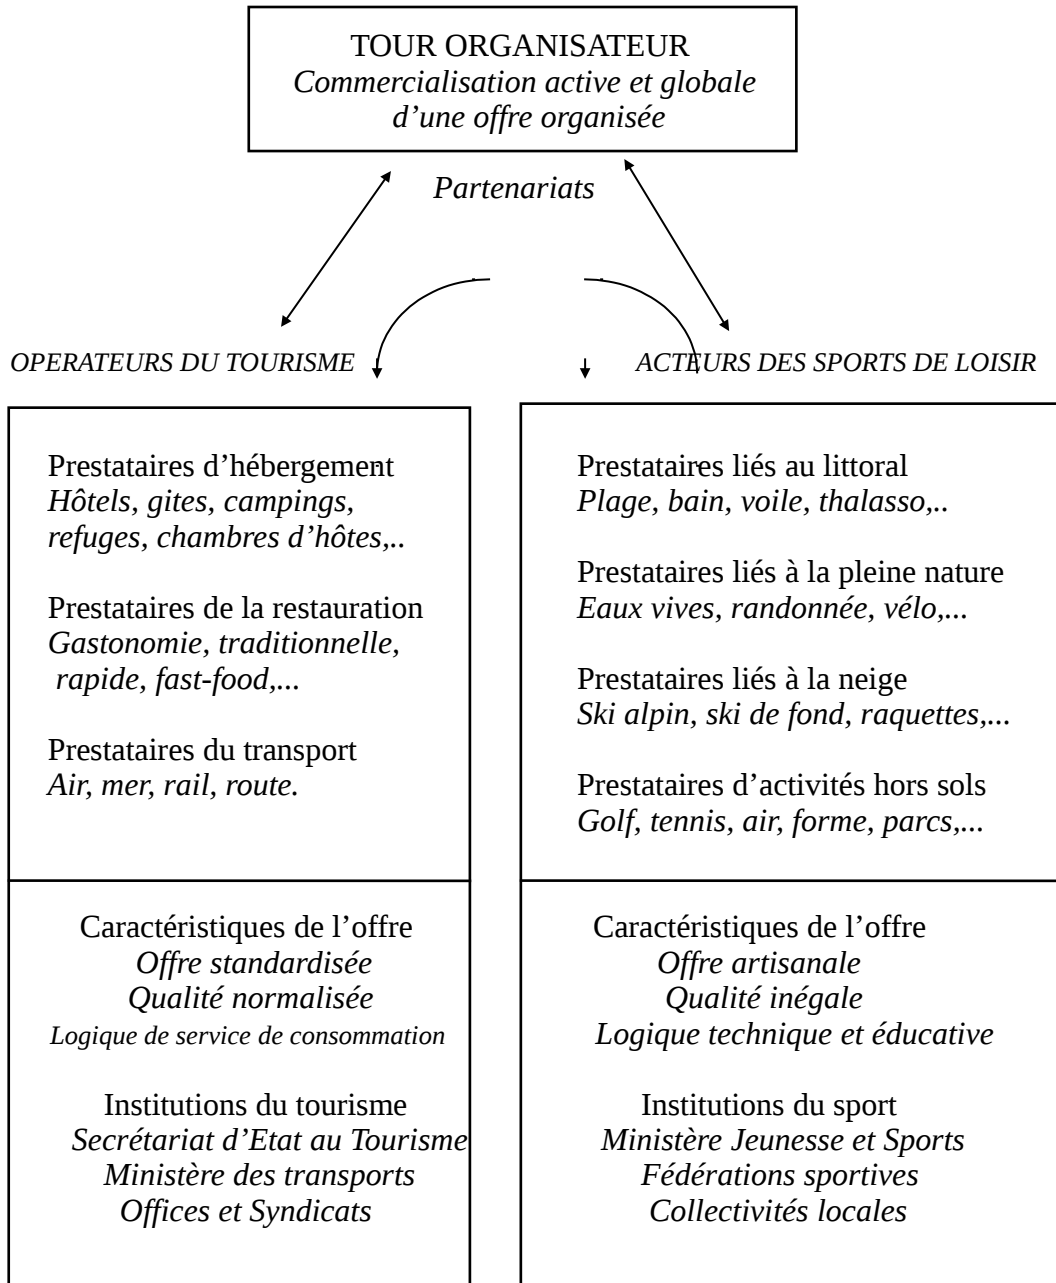 TOUR ORGANISATEUR
Commercialisation active et globale
d’une offre organisée
Partenariats
OPERATEURS DU TOURISME
Prestataires d’hébergement
Hôtels, gites, campings,
refuges, chambres d’hôtes,..
Prestataires de la restauration
Gastonomie, traditionnelle,
rapide, fast-food,...
Prestataires du transport
Air, mer, rail, route.
Caractéristiques de l’offre
Offre standardisée
Qualité normalisée
Logique de service de consommation
Institutions du tourisme
Secrétariat d’Etat au Tourisme
Ministère des transports
Offices et Syndicats
ACTEURS DES SPORTS DE LOISIR
Prestataires liés au littoral
Plage, bain, voile, thalasso,..
Prestataires liés à la pleine nature
Eaux vives, randonnée, vélo,...
Prestataires liés à la neige
Ski alpin, ski de fond, raquettes,...
Prestataires d’activités hors sols
Golf, tennis, air, forme, parcs,...
Caractéristiques de l’offre
Offre artisanale
Qualité inégale
Logique technique et éducative
Institutions du sport
Ministère Jeunesse et Sports
Fédérations sportives
Collectivités locales